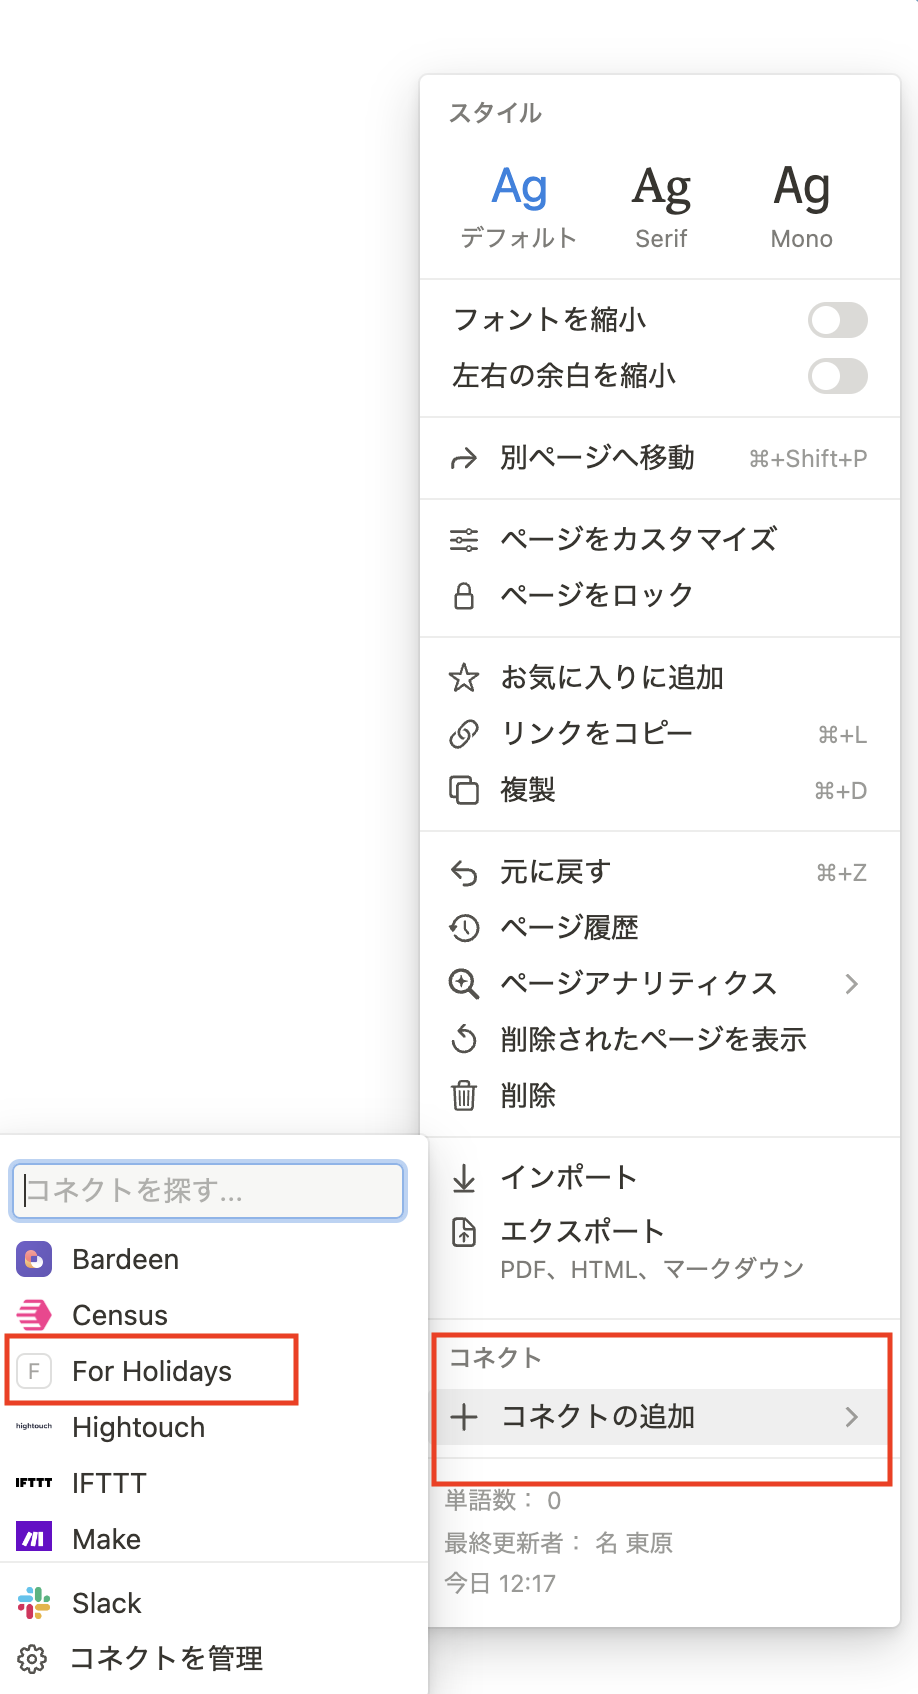 スタイル
Ag Ag Ag
デフォルト Serif Mono
フォントを縮小
左右の余白を縮小
別ページへ移動 ⌘+Shift+P
ページをカスタマイズ
ページをロック
お気に入りに追加
リンクをコピー ⌘+L
複製 ⌘+D
元に戻す ⌘+Z
ページ履歴
ページアナリティクス
削除されたページを表示
削除
インポート
エクスポート
PDF、HTML、マークダウン
コネクト
コネクトの追加
単語数： 0
最終更新者： 名 東原
今日 12:17
コネクトを探す...
Bardeen
Census
F For Holidays
hightouch Hightouch
IFTTT IFTTT
Make
Slack
コネクトを管理